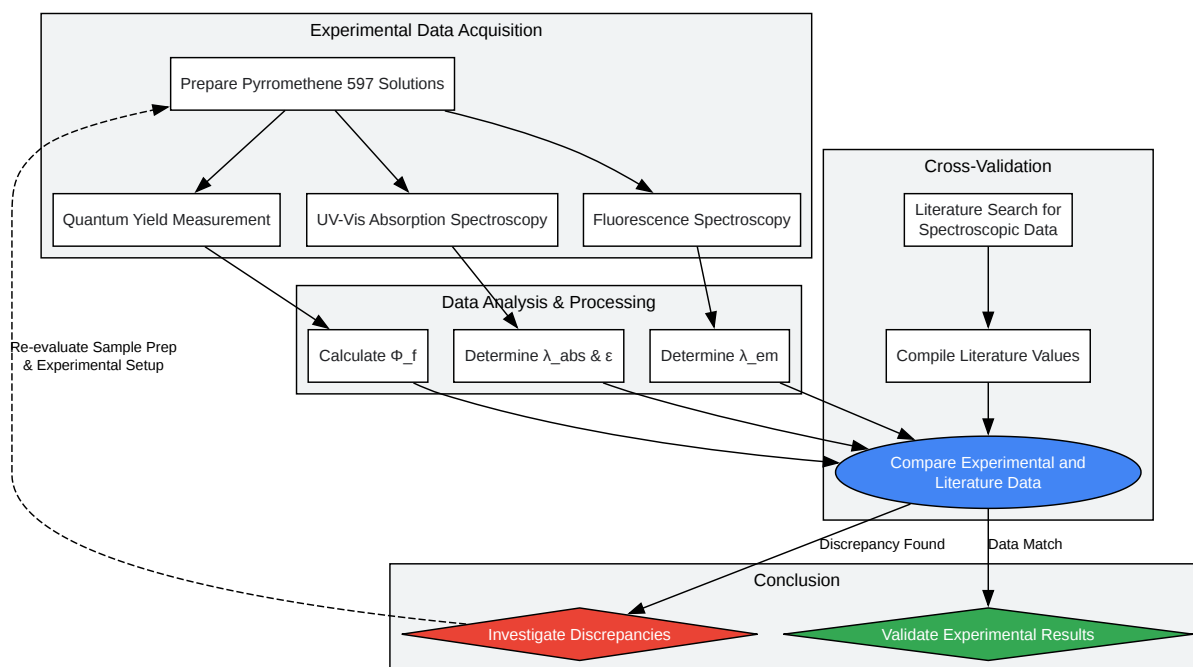 Experimental Data Acquisition
Prepare Pyrromethene 597 Solutions
Quantum Yield Measurement
UV-Vis Absorption Spectroscopy
Fluorescence Spectroscopy
Cross-Validation
Literature Search for
Spectroscopic Data
Data Analysis & Processing
Calculate Φ_f
Determine λ_abs & ε
Determine λ_em
Compile Literature Values
Re-evaluate Sample Prep
& Experimental Setup
Compare Experimental and
Literature Data
Discrepancy Found
Data Match
Conclusion
Investigate Discrepancies
Validate Experimental Results